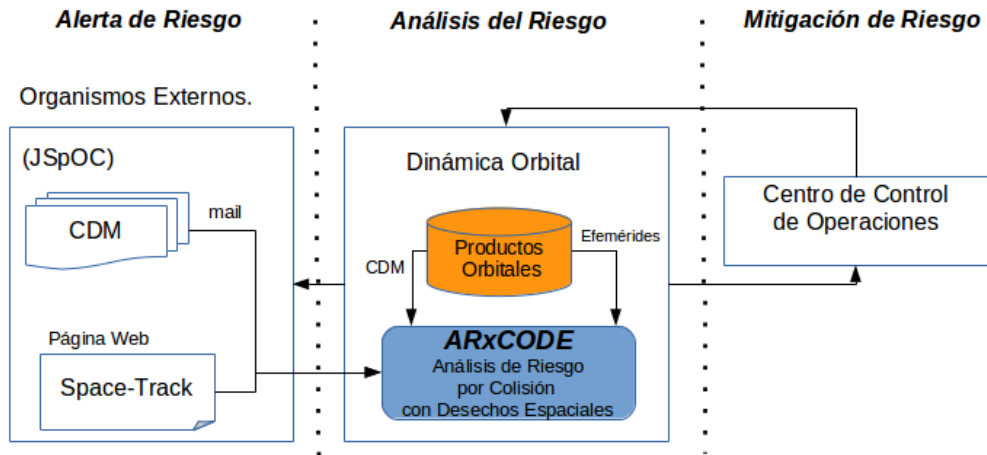 Alerta de Riesgo
Análisis del Riesgo
Mitigación de Riesgo
Organismos Externos.
(JSpOC)
CDM
mail
Página Web
Space-Track
Dinámica Orbital
Productos
Orbitales
CDM
Efemérides
ARxCODE
Análisis de Riesgo
por Colisión
con Desechos Espaciales
Centro de Control
de Operaciones